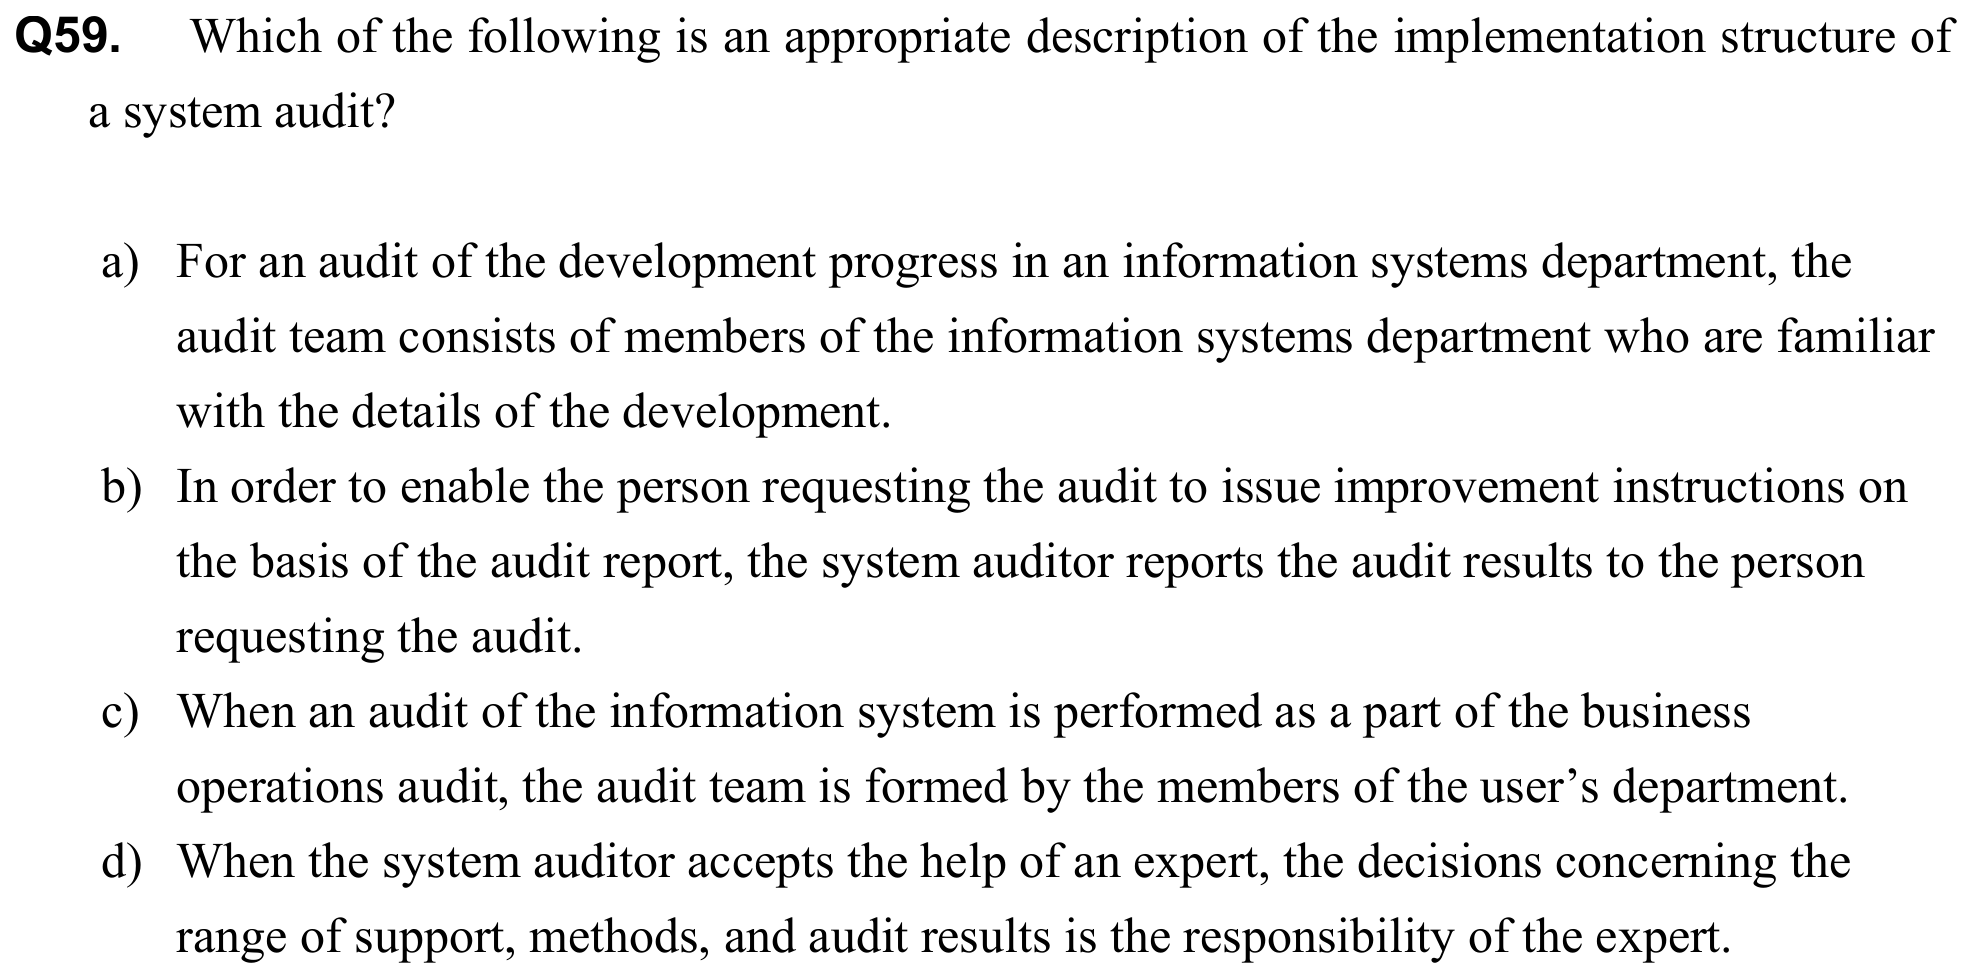 Q59. Which of the following is an appropriate description of the implementation structure of
a system audit?
a) For an audit of the development progress in an information systems department, the
audit team consists of members of the information systems department who are familiar
with the details of the development.
b) In order to enable the person requesting the audit to issue improvement instructions on
the basis of the audit report, the system auditor reports the audit results to the person
requesting the audit.
c) When an audit of the information system is performed as a part of the business
operations audit, the audit team is formed by the members of the user’s department.
d) When the system auditor accepts the help of an expert, the decisions concerning the
range of support, methods, and audit results is the responsibility of the expert.